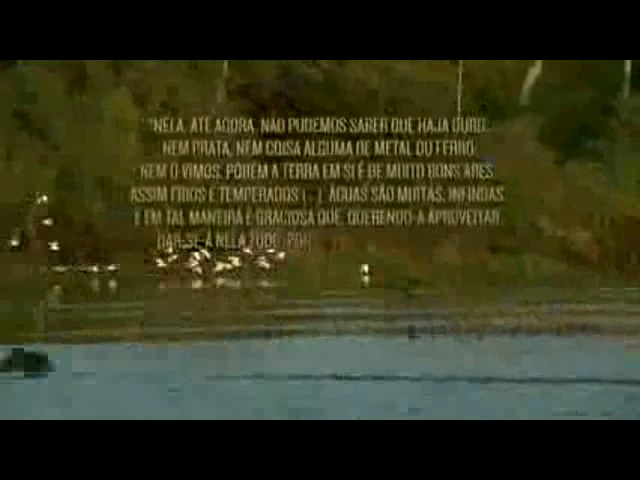 "NELA, ATÉ AGORA, NÃO PUDEMOS SABER QUE HAJA OURO,
NEM PRATA, NEM COISA ALGUMA DE METAL OU FERRO;
NEM O VIMOS. PORÉM A TERRA EM SI É DE MUITO BONS ARES,
ASSIM FRIOS E TEMPERADOS (...). ÁGUAS SÃO MUITAS; INFINDAS.
E EM TAL MANEIRA É GRACIOSA QUE, QUERENDO-A APROVEITAR,
DAR-SE-Á NELA TUDO, POR